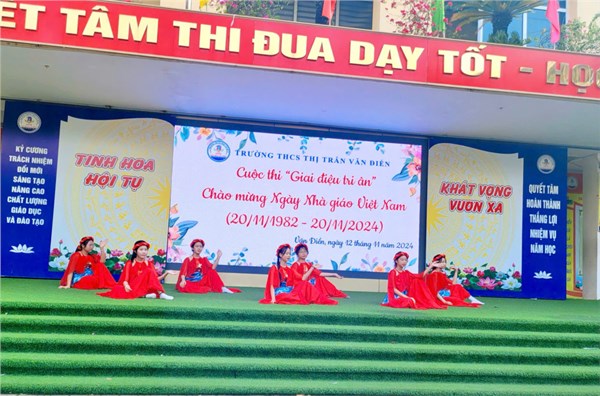 ẾT TÂM THI ĐUA DẠY TỐT - HỌC
KỶ CƯƠNG
TRÁCH NHIỆM
ĐỔI MỚI
SÁNG TẠO
NÂNG CAO
CHẤT LƯỢNG
GIÁO DỤC
VÀ ĐÀO TẠO
TINH HOA
HỘI TỤ
TRƯỜNG THCS THỊ TRẤN VĂN ĐIỂN
Cuộc thi "Giai điệu tri ân"
Chào mừng Ngày Nhà giáo Việt Nam
(20/11/1982 - 20/11/2024)
Văn Điển, ngày 12 tháng 11 năm 2024
KHÁT VỌNG
VƯƠN XA
QUYẾT TÂM
HOÀN THÀNH
THẮNG LỢI
NHIỆM VỤ
NĂM HỌC